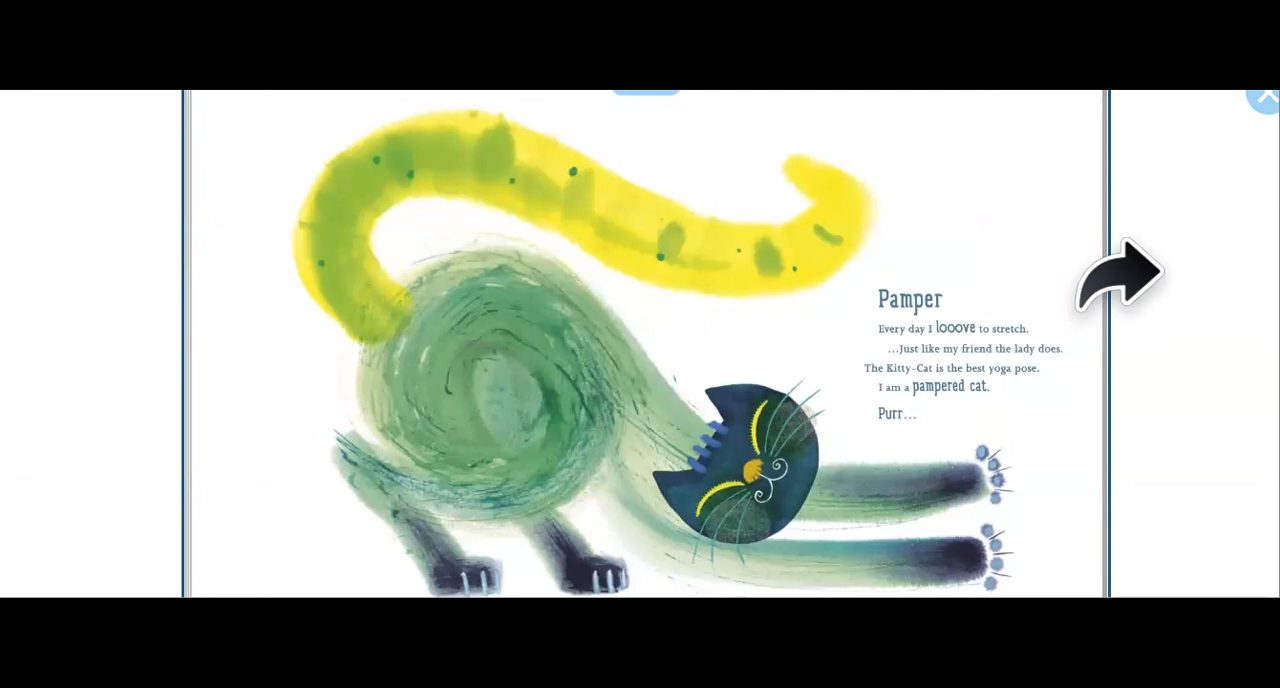 Pamper
Every day I looove to stretch.
...Just like my friend the lady does.
The Kitty-Cat is the best yoga pose.
I am a pampered cat.
Purr...